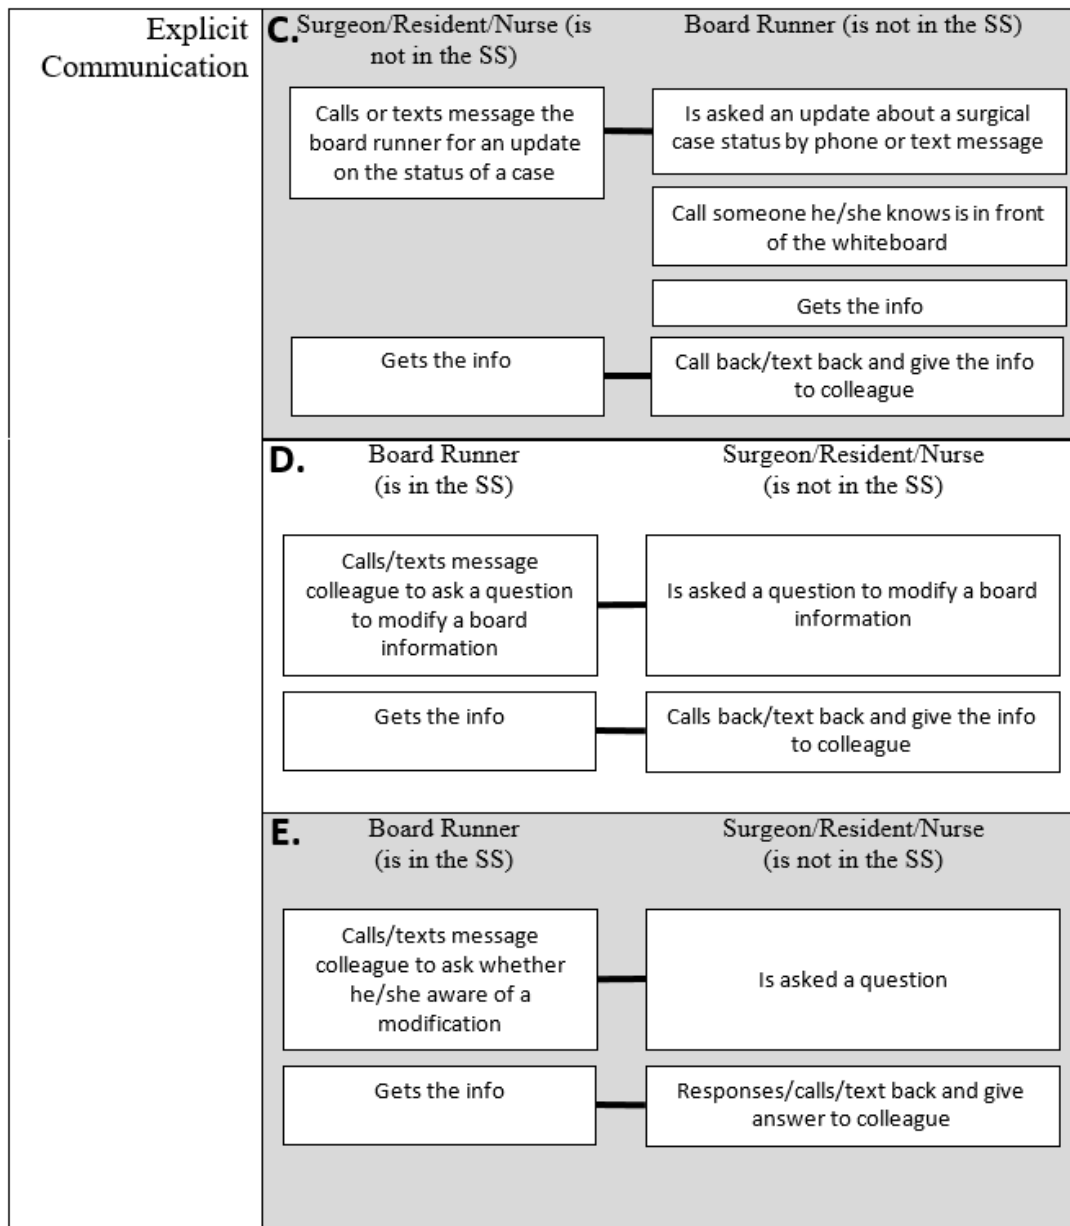 Explicit
Communication
C.
Surgeon/Resident/Nurse (is
not in the SS)
Board Runner (is not in the SS)
Calls or texts message the
board runner for an update
on the status of a case
Is asked an update about a surgical
case status by phone or text message
Call someone he/she knows is in front
of the whiteboard
Gets the info
Gets the info
Call back/text back and give the info
to colleague
D.
Board Runner
(is in the SS)
Surgeon/Resident/Nurse
(is not in the SS)
Calls/texts message
colleague to ask a question
to modify a board
information
Is asked a question to modify a board
information
Gets the info
Calls back/text back and give the info
to colleague
E.
Board Runner
(is in the SS)
Surgeon/Resident/Nurse
(is not in the SS)
Calls/texts message
colleague to ask whether
he/she aware of a
modification
Is asked a question
Gets the info
Responses/calls/text back and give
answer to colleague